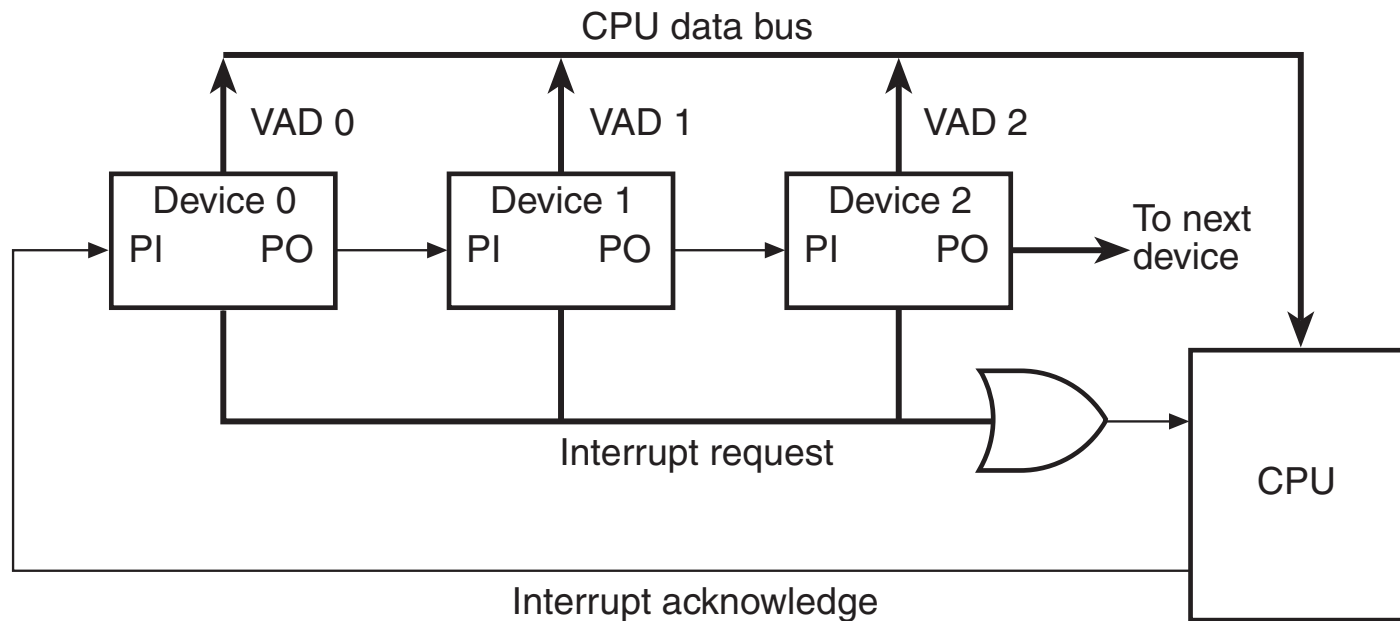 CPU data bus
VAD 0
VAD 1
VAD 2
Device 0
PI PO
Device 1
PI PO
Device 2
PI PO
To next
device
Interrupt request
CPU
Interrupt acknowledge